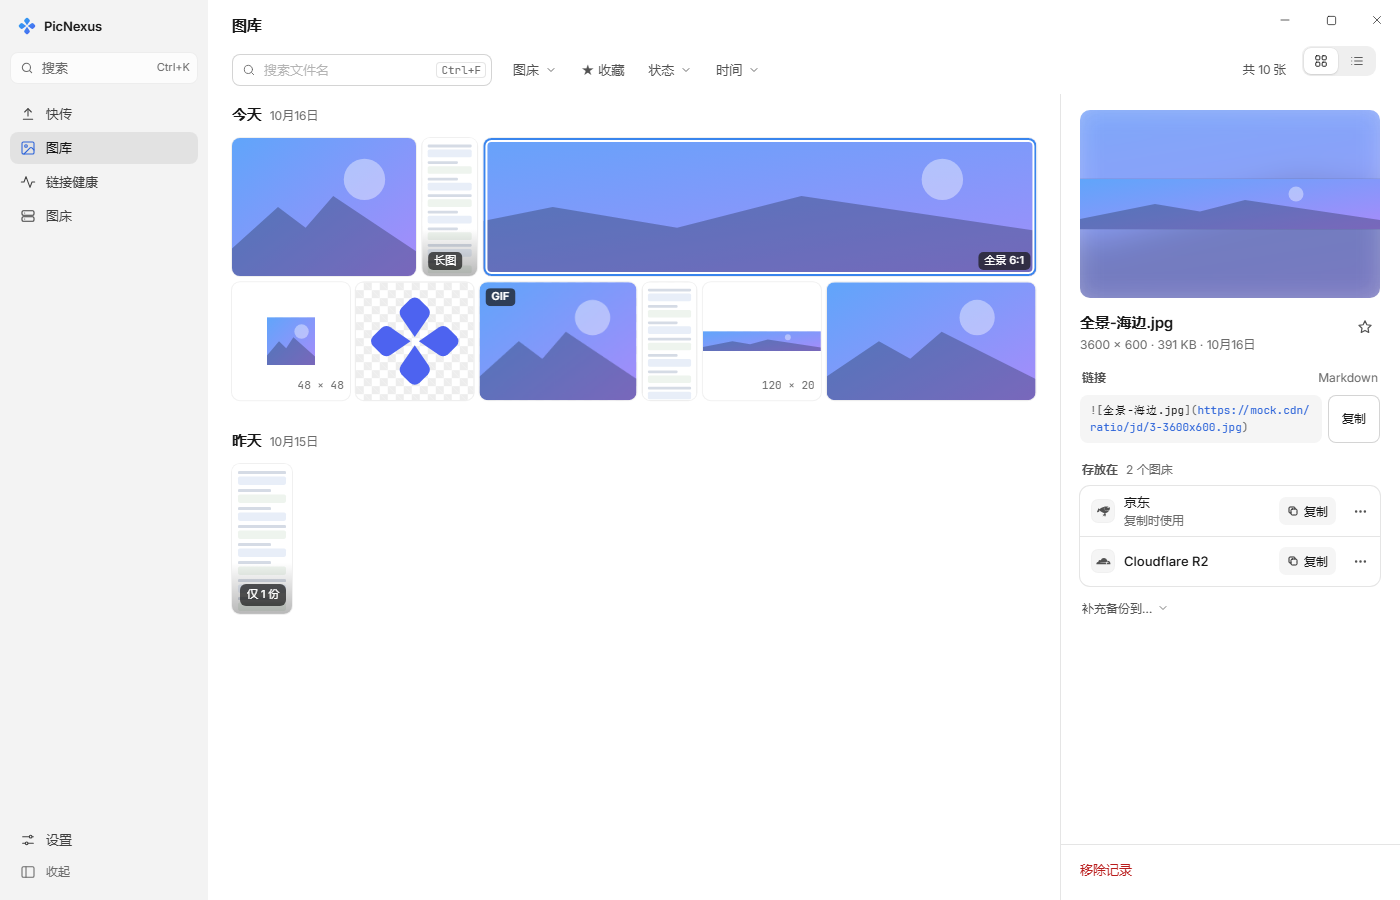 PicNexus
搜索 Ctrl+K
快传
图库
链接健康
图床
设置
收起
图库
搜索文件名 Ctrl+F
图床
★ 收藏
状态
时间
共 10 张
今天 10月16日
长图
全景 6:1
48 × 48
GIF
120 × 20
昨天 10月15日
仅 1 份
全景-海边.jpg
3600 × 600 · 391 KB · 10月16日
链接 Markdown
![全景-海边.jpg](https://mock.cdn/
ratio/jd/3-3600x600.jpg)
复制
存放在 2 个图床
京东
复制时使用
复制
Cloudflare R2
复制
补充备份到...
移除记录